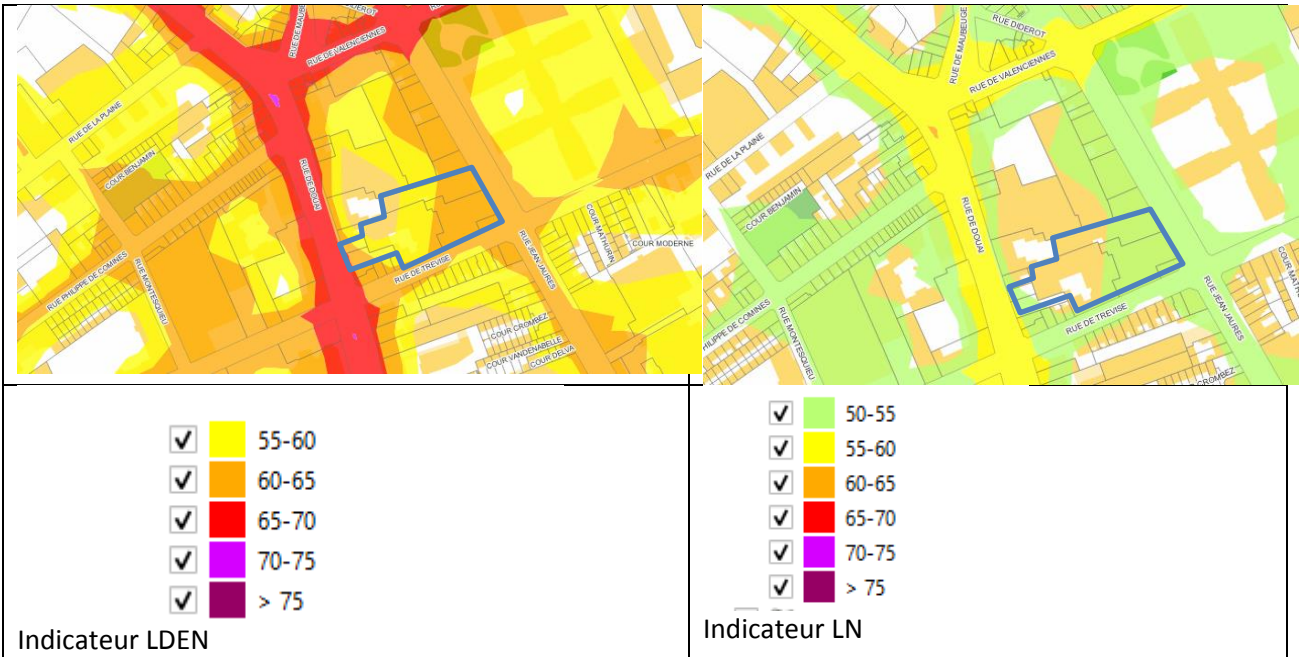 RUE DE MAUBE
DEROT
RUE DE VALENCIENNES
RUE DE LA PLAINE
COUR BENJAMIN
RUE DE DOUAI
RUE PHILIPPE DE COMINES
RUE MONTESQUIEU
RUE DE TREVISE
RUE JEAN JAURES
COUR MATHURIN
COUR MODERNE
COUR CROMBEZ
COUR VANDENABELLE
COUR DELVA
RUE DIDEROT
RUE DE MAUBEUGE
RUE DE VALENCIENNES
RUE DE LA PLAINE
COUR BENJAMIN
RUE DE DOUAI
PHILIPPE DE COMINES
RUE MONTESQUIEU
RUE DE TREVISE
RUE JEAN JAURES
COUR MATHURIN
CROMBEZ
55-60
60-65
65-70
70-75
> 75
Indicateur LDEN
50-55
55-60
60-65
65-70
70-75
> 75
Indicateur LN